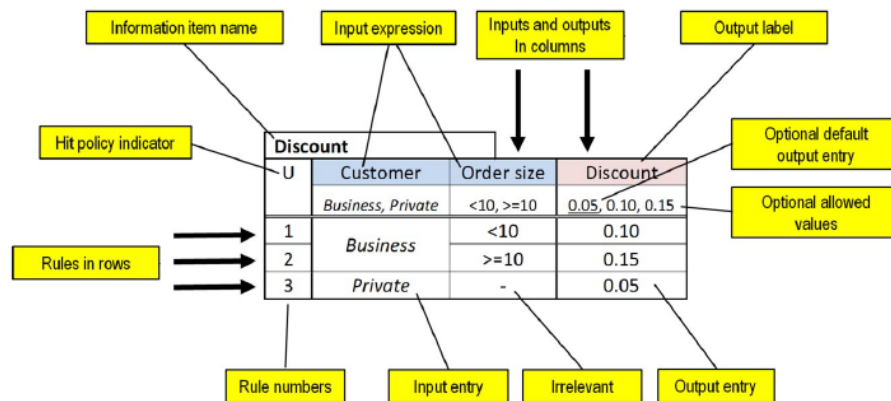 Information item name
Input expression
Inputs and outputs
In columns
Output label
Hit policy indicator
Discount
Optional default
output entry
U Customer Order size Discount
Business, Private <10, >=10 0.05, 0.10, 0.15
Optional allowed
values
Rules in rows
1 Business <10 0.10
2 >=10 0.15
3 Private - 0.05
Rule numbers
Input entry
Irrelevant
Output entry